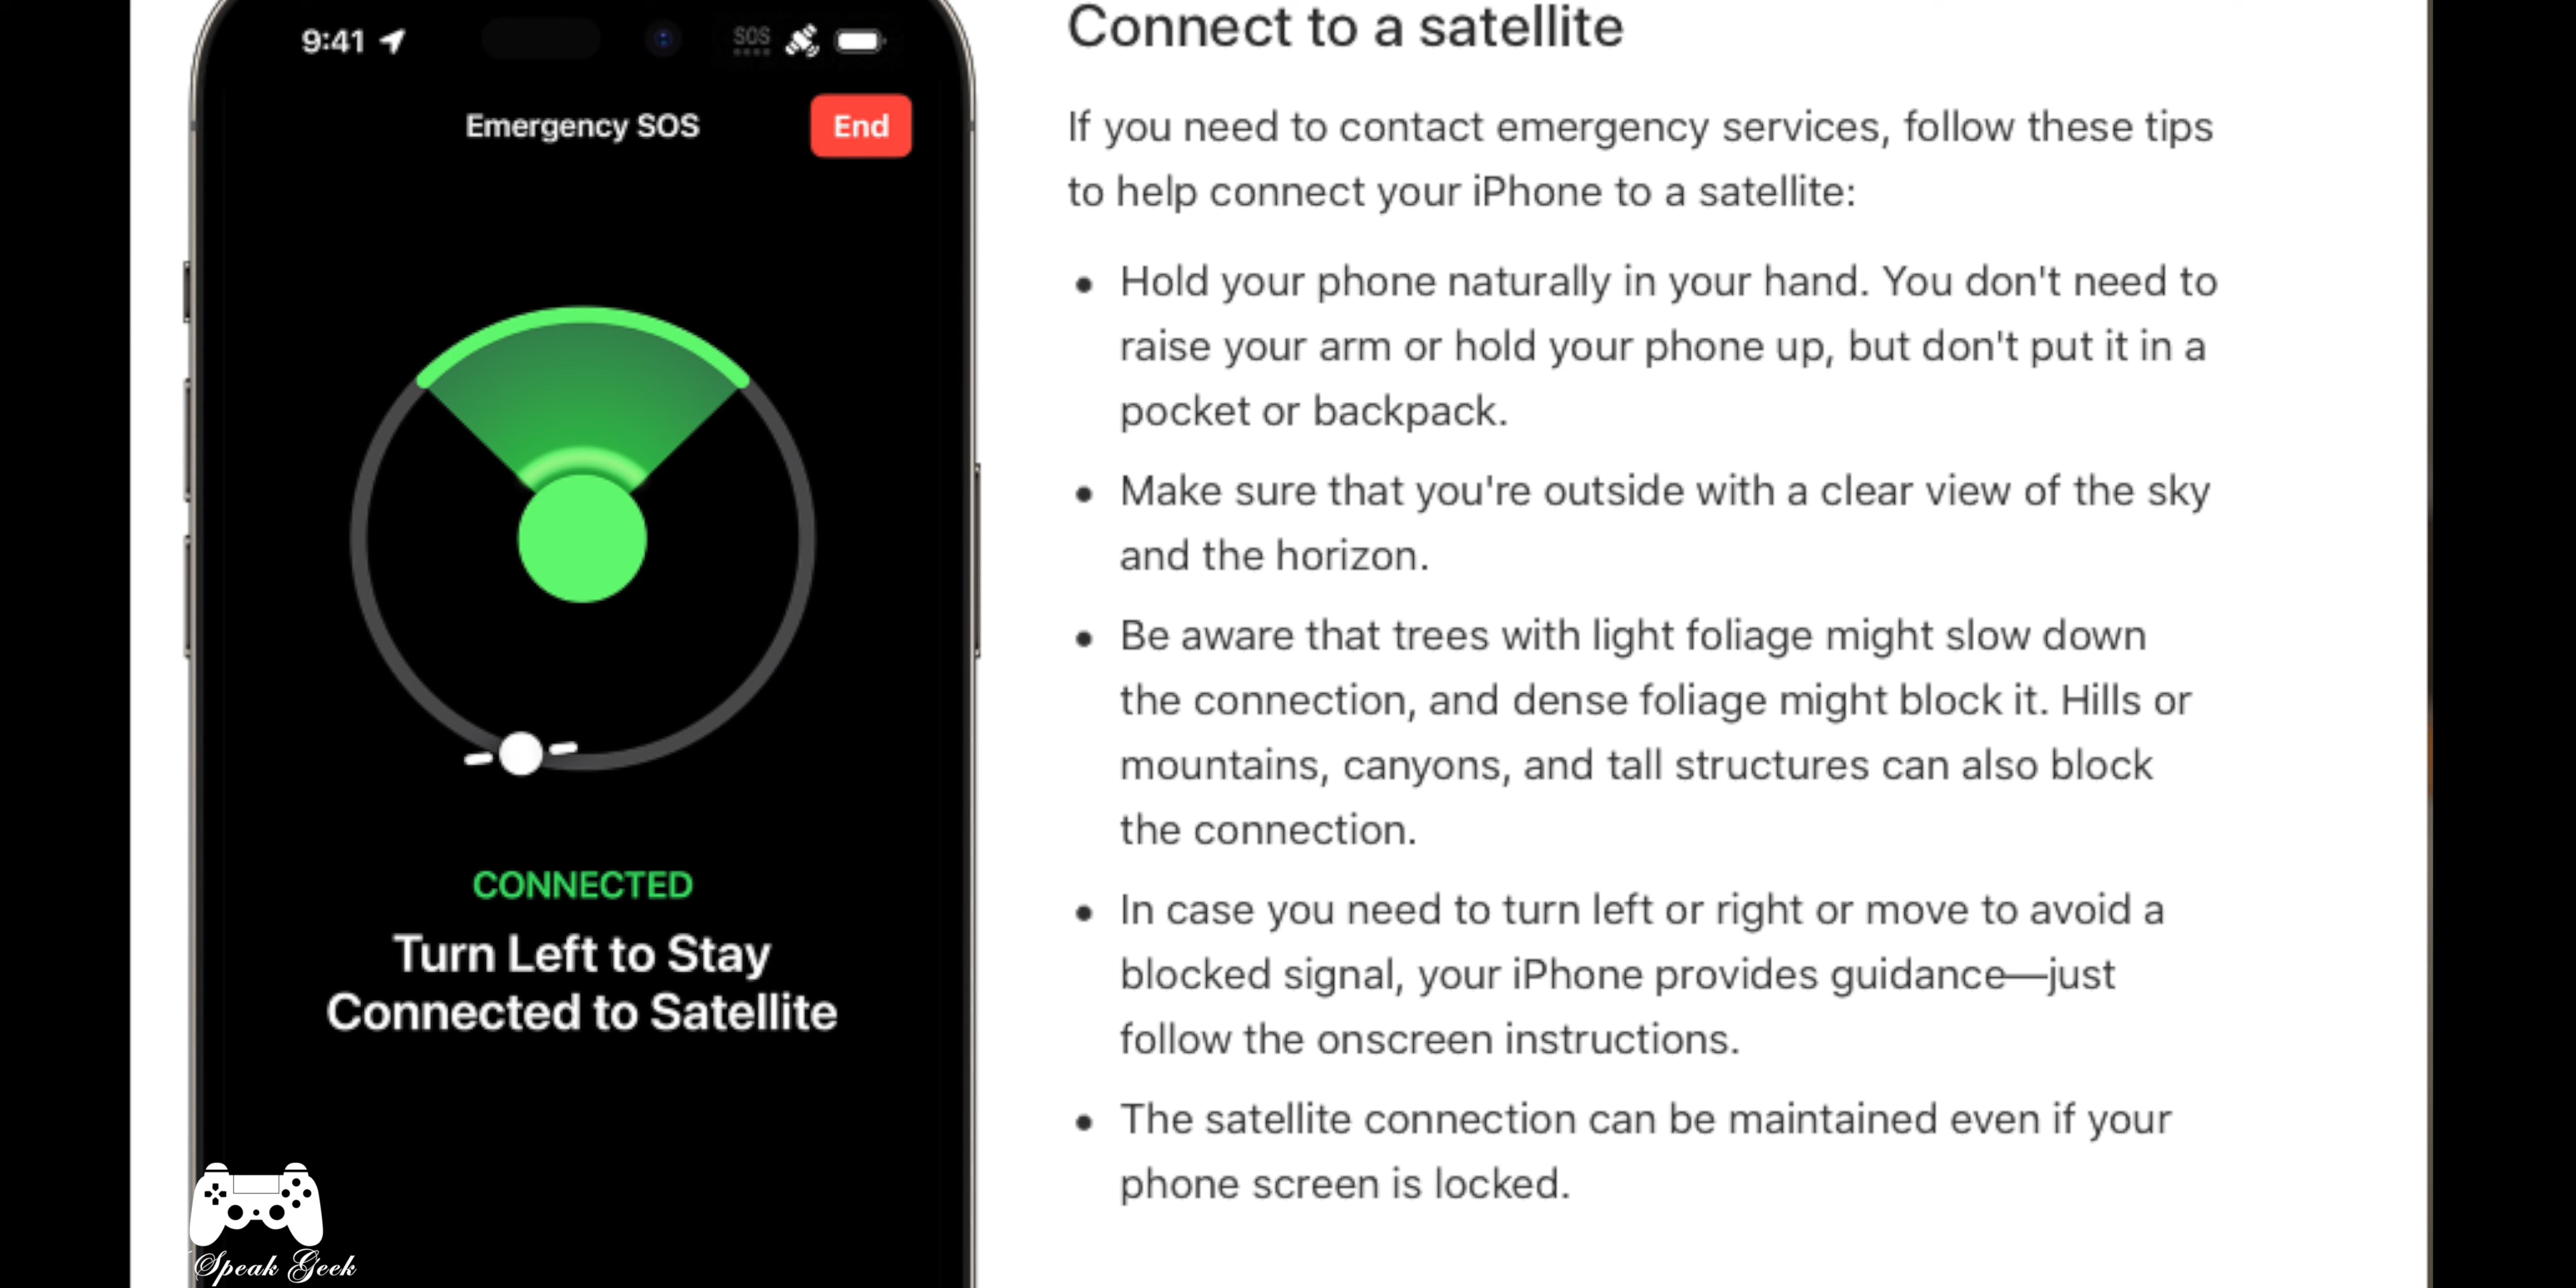 9:41
SOS
Emergency SOS
End
CONNECTED
Turn Left to Stay
Connected to Satellite
Speak Geek
Connect to a satellite
If you need to contact emergency services, follow these tips
to help connect your iPhone to a satellite:
• Hold your phone naturally in your hand. You don't need to
raise your arm or hold your phone up, but don't put it in a
pocket or backpack.
• Make sure that you're outside with a clear view of the sky
and the horizon.
• Be aware that trees with light foliage might slow down
the connection, and dense foliage might block it. Hills or
mountains, canyons, and tall structures can also block
the connection.
• In case you need to turn left or right or move to avoid a
blocked signal, your iPhone provides guidance—just
follow the onscreen instructions.
• The satellite connection can be maintained even if your
phone screen is locked.